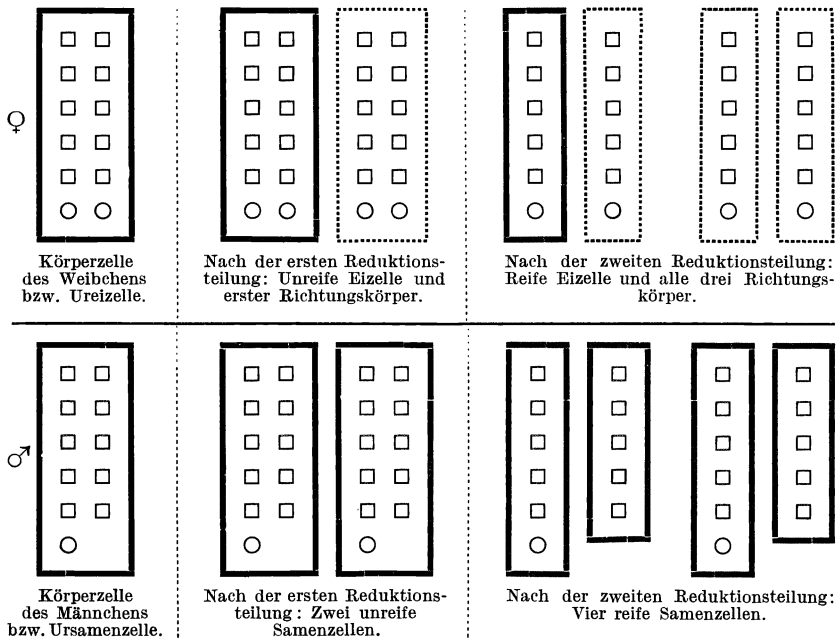 ♀
Körperzelle
des Weibchens
bzw. Ureizelle.
Nach der ersten Reduktions-
teilung: Unreife Eizelle und
erster Richtungskörper.
Nach der zweiten Reduktionsteilung:
Reife Eizelle und alle drei Richtungs-
körper.
♂
Körperzelle
des Männchens
bzw. Ursamenzelle.
Nach der ersten Reduktions-
teilung: Zwei unreife
Samenzellen.
Nach der zweiten Reduktionsteilung:
Vier reife Samenzellen.